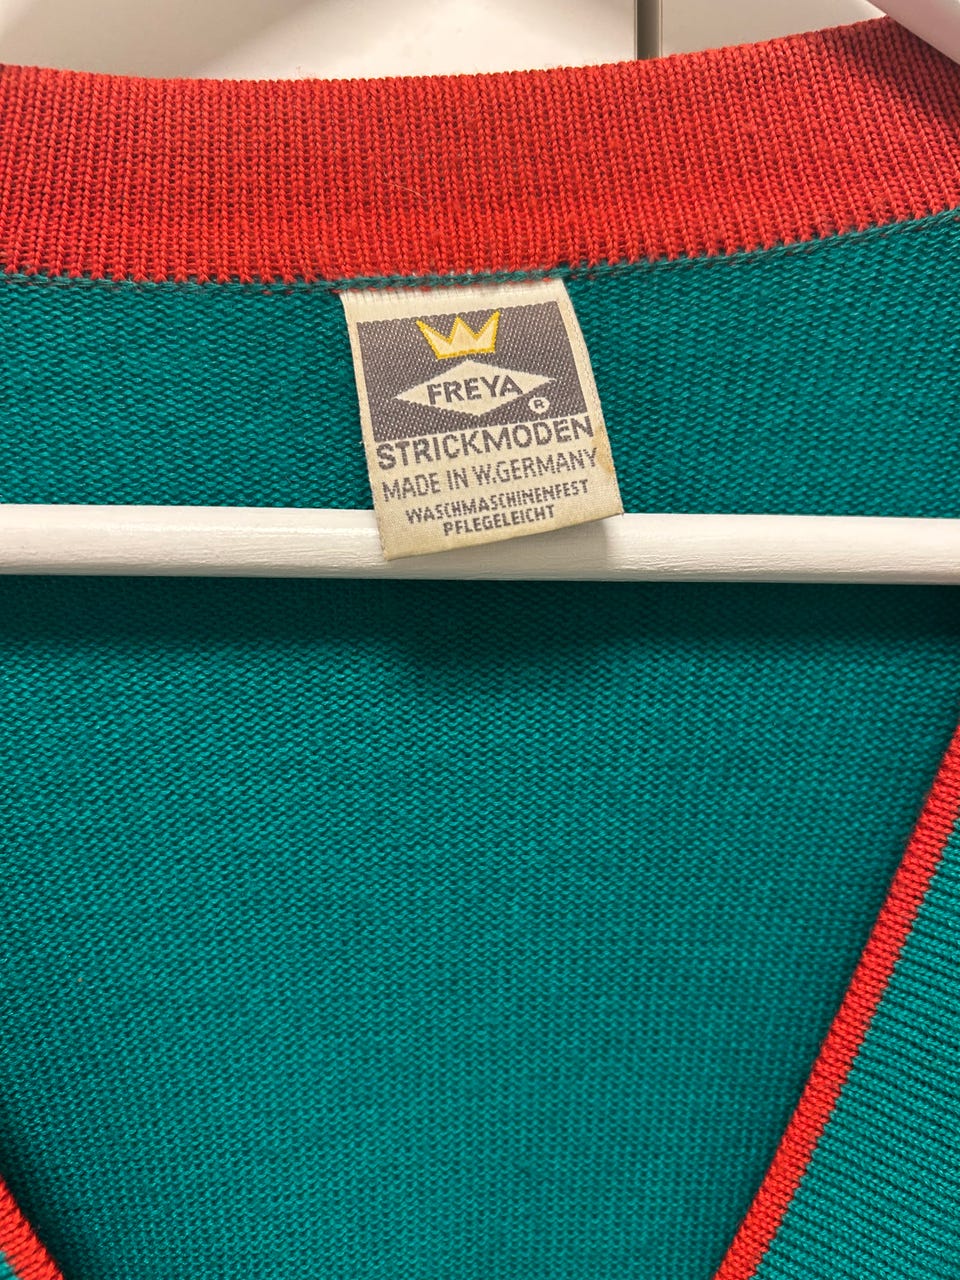 FREYA
®
STRICKMODEN
MADE IN W.GERMANY
WASCHMASCHINENFEST
PFLEGELEICHT